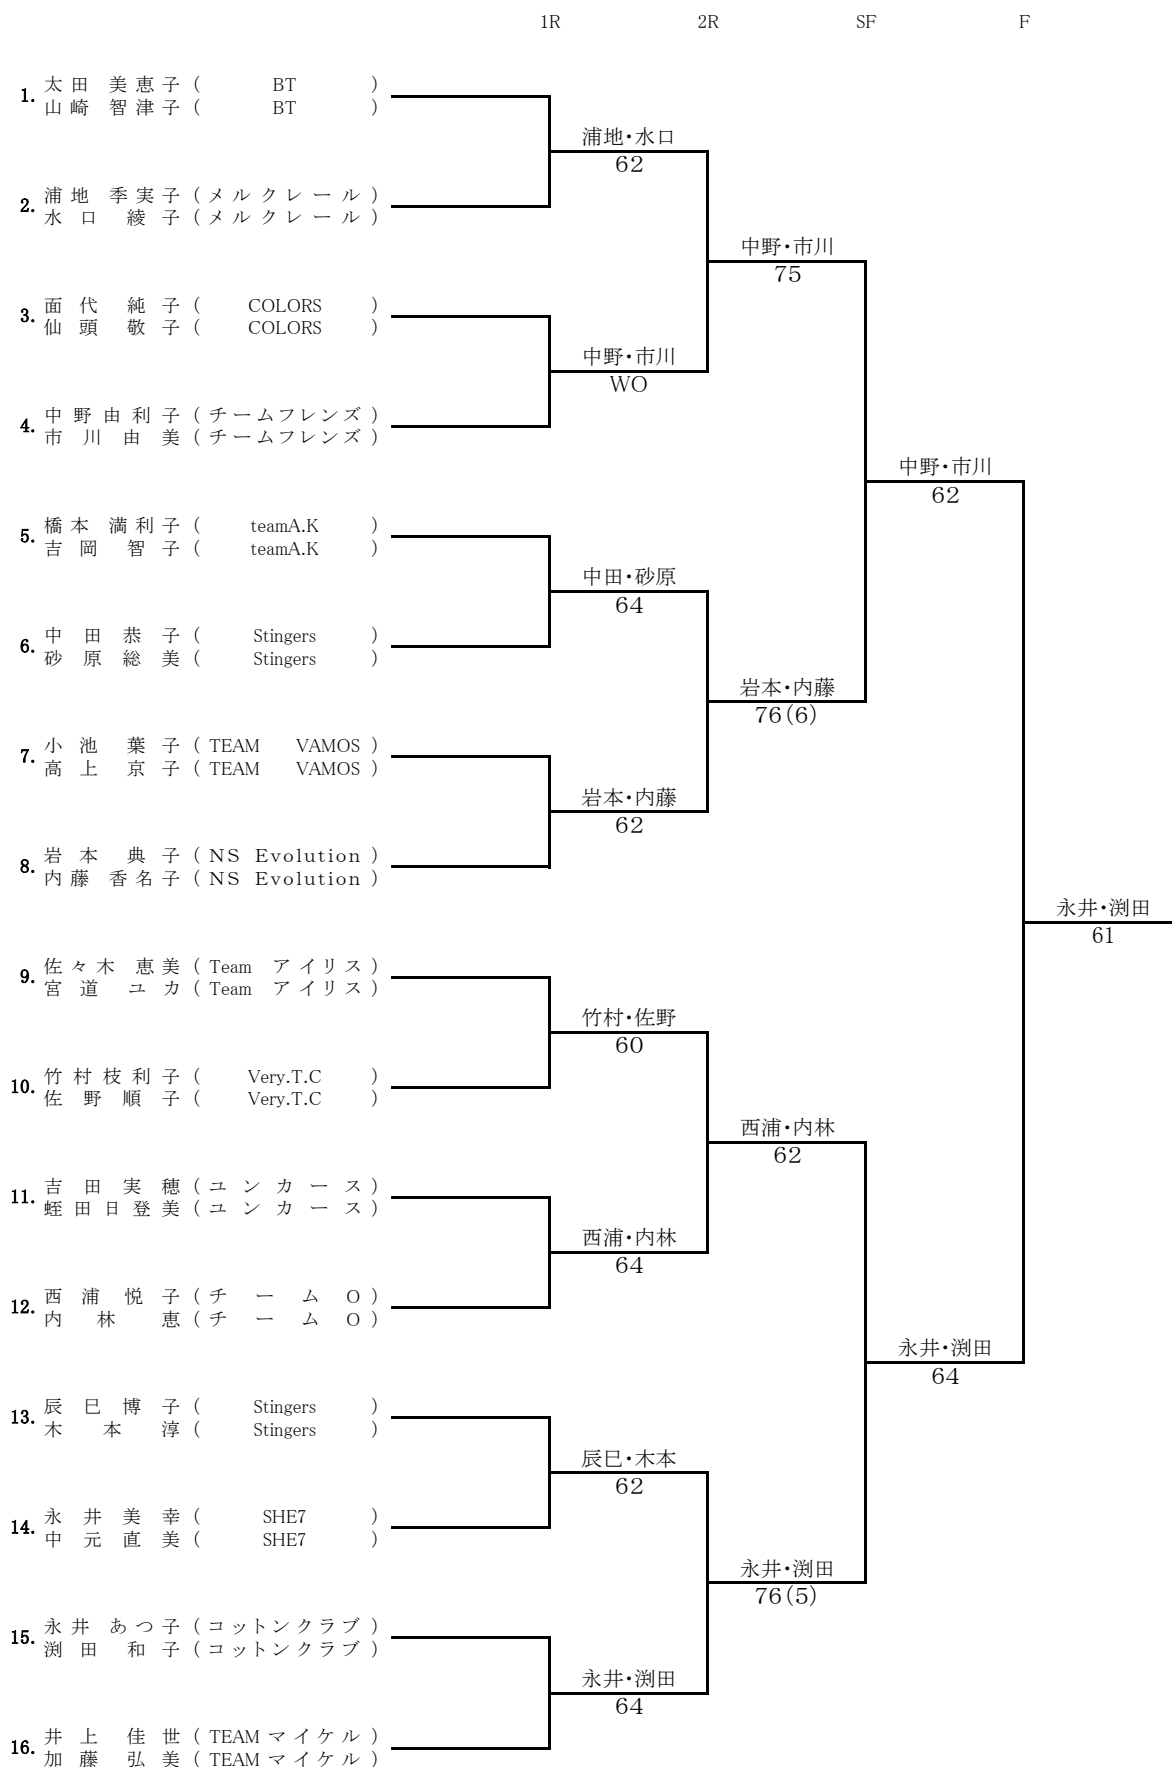 1R 2R SF F
1. 太田 美恵子 ( BT )
山崎 智津子 ( BT )
浦地・水口
62
2. 浦地 季実子 ( メルクレール )
水口 綾子 ( メルクレール )
中野・市川
75
3. 面代 純子 ( COLORS )
仙頭 敬子 ( COLORS )
中野・市川
WO
4. 中野由利子 ( チームフレンズ )
市川由美 ( チームフレンズ )
中野・市川
62
5. 橋本 満利子 ( teamA.K )
吉岡 智子 ( teamA.K )
中田・砂原
64
6. 中田恭子 ( Stingers )
砂原総美 ( Stingers )
岩本・内藤
76(6)
7. 小池 葉子 ( TEAM VAMOS )
高上 京子 ( TEAM VAMOS )
岩本・内藤
62
8. 岩本 典子 ( NS Evolution )
内藤 香名子 ( NS Evolution )
永井・渕田
61
9. 佐々木 恵美 ( Team アイリス )
宮道 ユカ ( Team アイリス )
竹村・佐野
60
10. 竹村枝利子 ( Very.T.C )
佐野順子 ( Very.T.C )
西浦・内林
62
11. 吉田実穂 ( ユンカース )
蛭田日登美 ( ユンカース )
西浦・内林
64
12. 西浦悦子 ( チーム O )
内林 恵 ( チーム O )
永井・渕田
64
13. 辰巳博子 ( Stingers )
木本 淳 ( Stingers )
辰巳・木本
62
14. 永井美幸 ( SHE7 )
中元直美 ( SHE7 )
永井・渕田
76(5)
15. 永井 あつ子 ( コットンクラブ )
渕田 和子 ( コットンクラブ )
永井・渕田
64
16. 井上 佳世 ( TEAM マイケル )
加藤 弘美 ( TEAM マイケル )